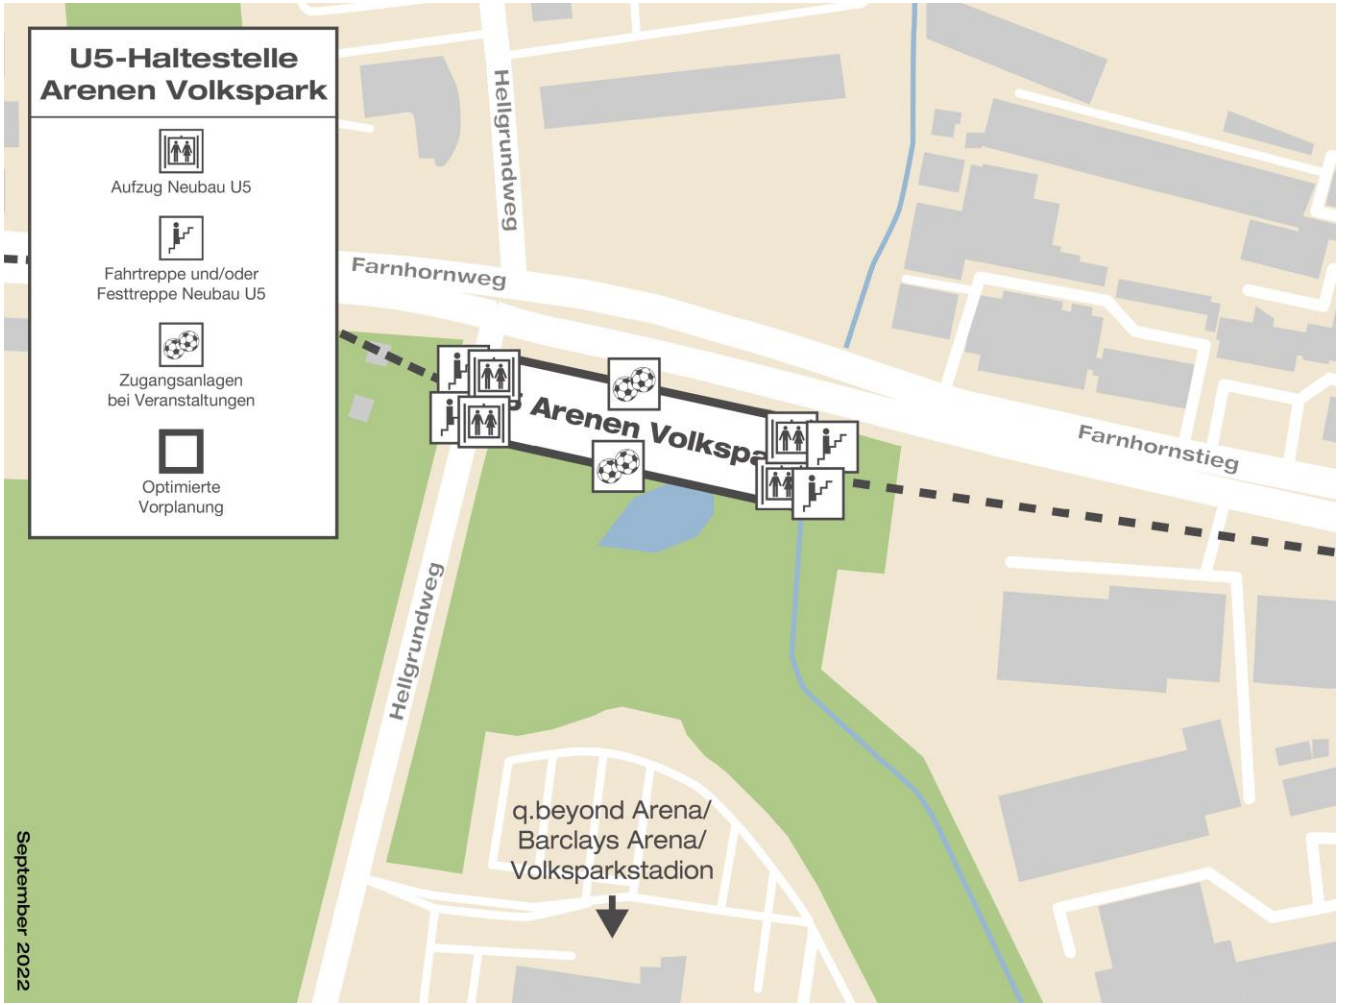 U5-Haltestelle
Arenen Volkspark
Aufzug Neubau U5
Fahrtreppe und/oder
Festtreppe Neubau U5
Zugangsanlagen
bei Veranstaltungen
Optimierte
Vorplanung
Hellgrundweg
Farnhornweg
Arenen Volkspa
Farnhornstieg
Hellgrundweg
q.beyond Arena/
Barclays Arena/
Volksparkstadion
September 2022